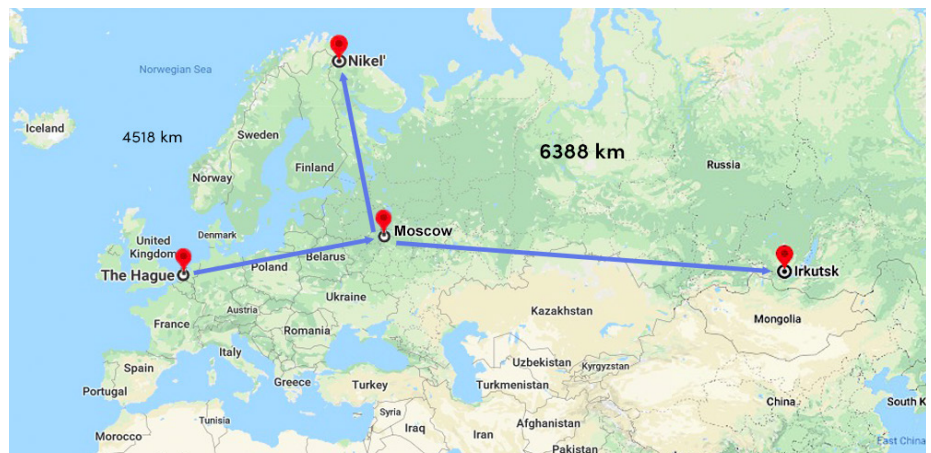 Nikel'
Norwegian Sea
Iceland
4518 km
Sweden
6388 km
Finland
Russia
Norway
Moscow
Denmark
United
Kingdom
Belarus
The Hague
Poland
Irkutsk
Ukraine
Austria
Kazakhstan
Mongolia
France
Romania
Italy
Uzbekistan
Kyrgyzstan
Spain
Greece
Turkey
Turkmenistan
Portugal
China
South K
Syria
Afghanistan
Tunisia
Iraq
Iran
Morocco
East China
Pakistan